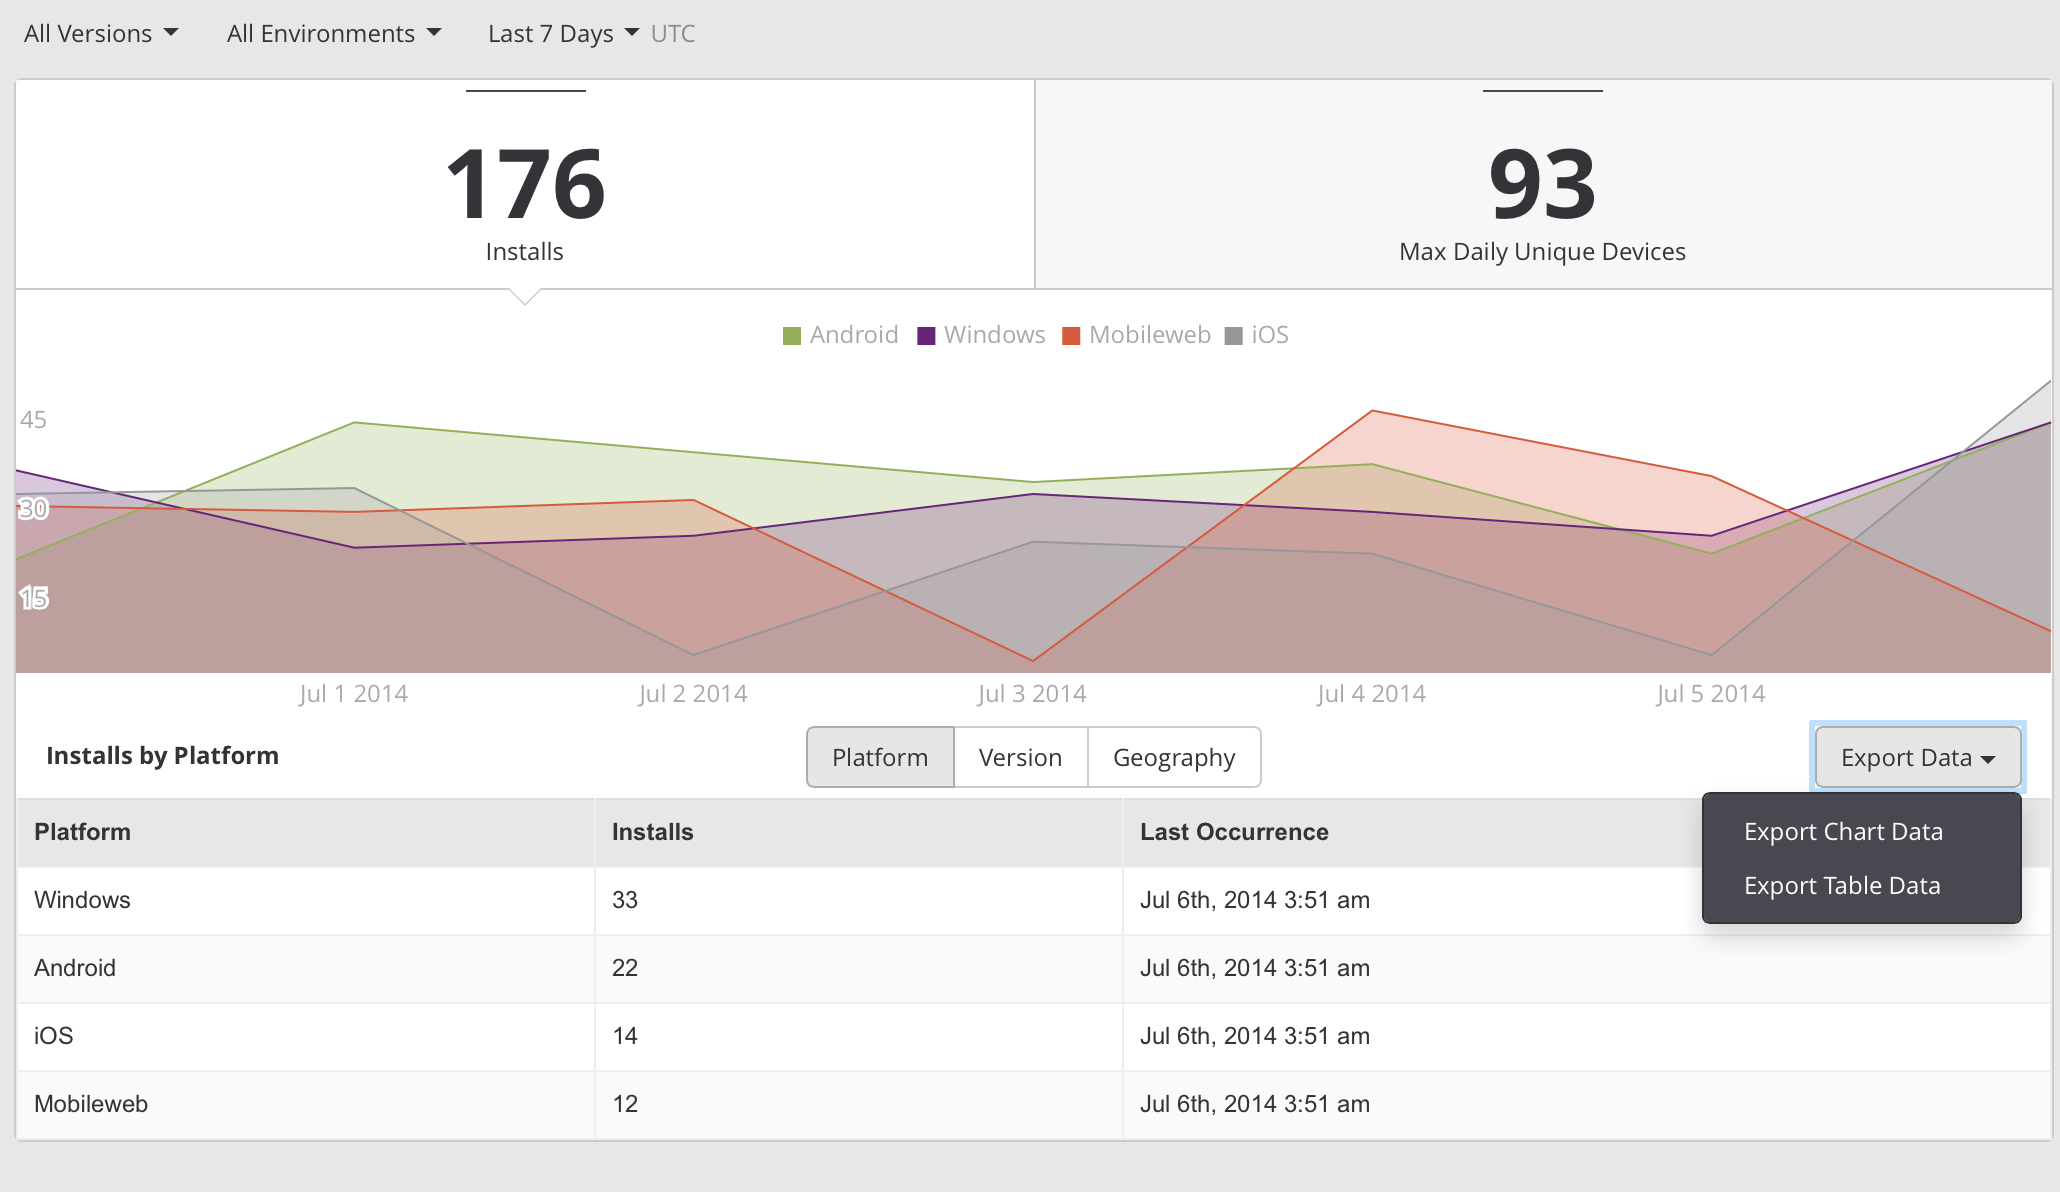 All Versions All Environments Last 7 Days UTC
176
Installs
93
Max Daily Unique Devices
Android Windows Mobileweb iOS
45
30
15
Jul 1 2014 Jul 2 2014 Jul 3 2014 Jul 4 2014 Jul 5 2014
Installs by Platform Platform Version Geography Export Data
Export Chart Data
Export Table Data
Platform Installs Last Occurrence
Windows 33 Jul 6th, 2014 3:51 am
Android 22 Jul 6th, 2014 3:51 am
iOS 14 Jul 6th, 2014 3:51 am
Mobileweb 12 Jul 6th, 2014 3:51 am